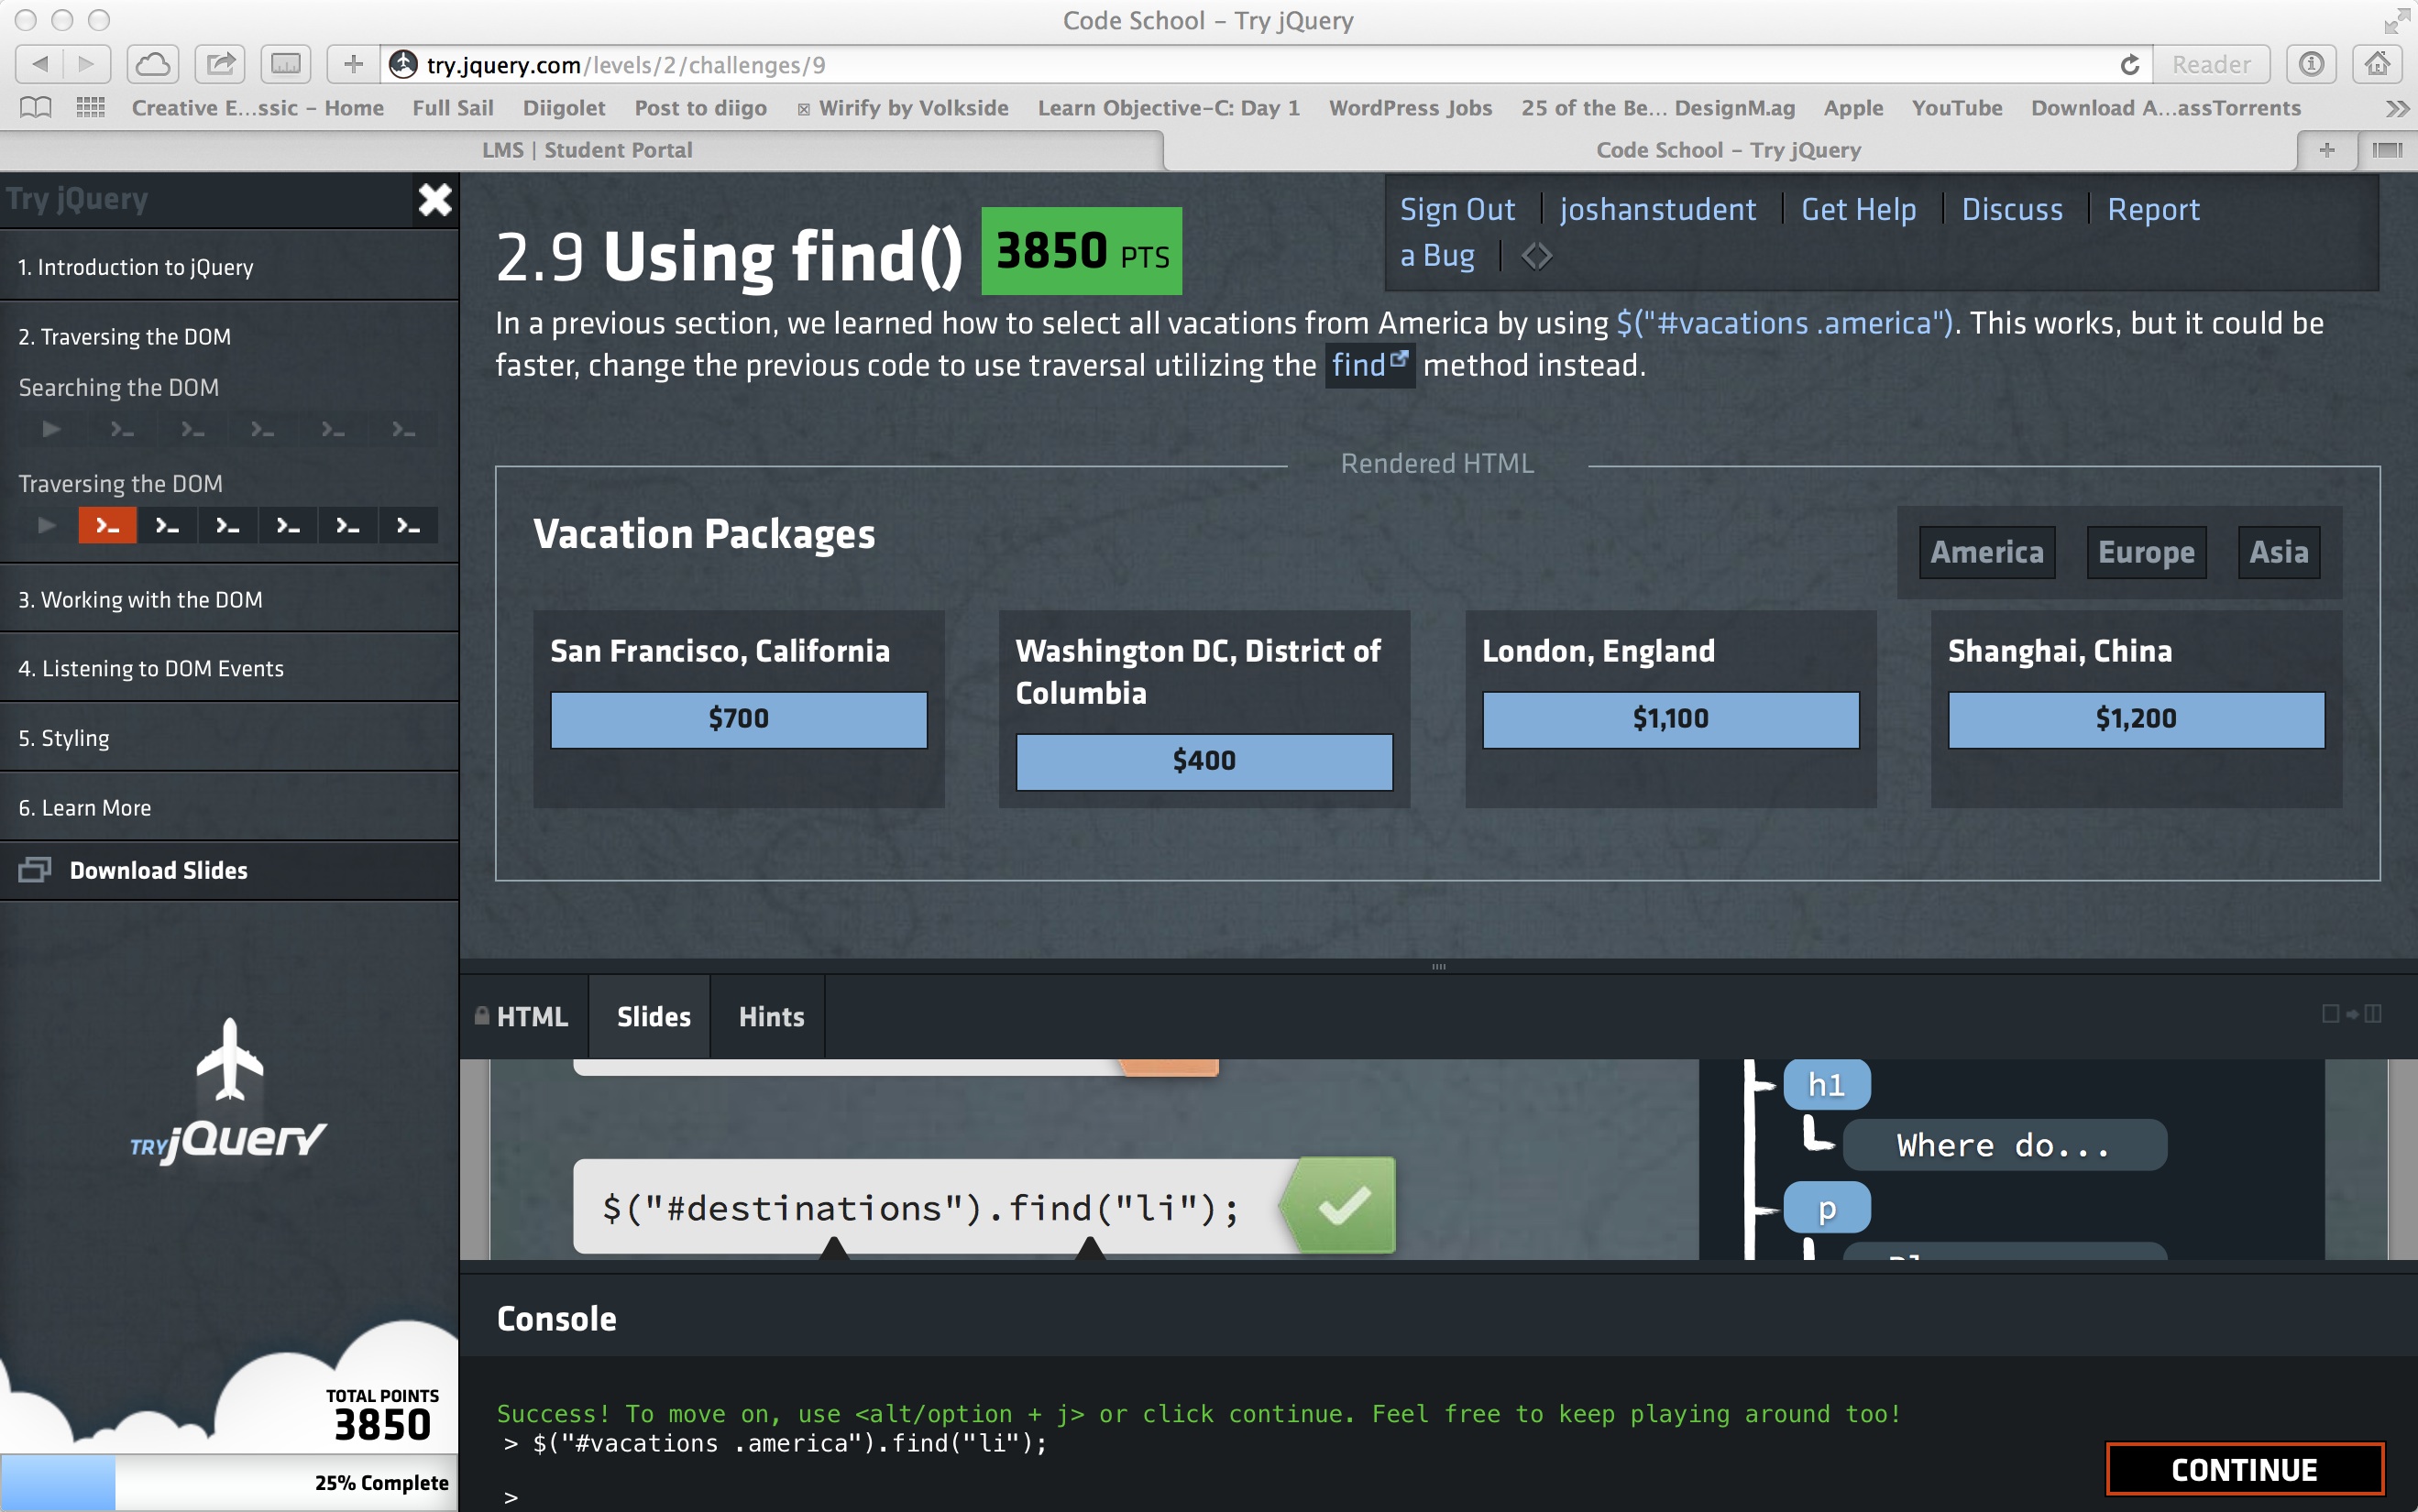 Code School – Try jQuery
try.jquery.com/levels/2/challenges/9
Reader
Creative E...ssic – Home Full Sail Diigolet Post to diigo Wirify by Volkside Learn Objective-C: Day 1 WordPress Jobs 25 of the Be... DesignM.ag Apple YouTube Download A...assTorrents
LMS | Student Portal Code School – Try jQuery
Try jQuery
1. Introduction to jQuery
2. Traversing the DOM
Searching the DOM
Traversing the DOM
3. Working with the DOM
4. Listening to DOM Events
5. Styling
6. Learn More
Download Slides
TRY jQuery
TOTAL POINTS
3850
25% Complete
2.9 Using find() 3850 PTS
Sign Out | joshanstudent | Get Help | Discuss | Report
a Bug | <>
In a previous section, we learned how to select all vacations from America by using $("#vacations .america"). This works, but it could be
faster, change the previous code to use traversal utilizing the find method instead.
Rendered HTML
Vacation Packages
America Europe Asia
San Francisco, California
$700
Washington DC, District of
Columbia
$400
London, England
$1,100
Shanghai, China
$1,200
HTML Slides Hints
$("#destinations").find("li");
h1
Where do...
p
Console
Success! To move on, use <alt/option + j> or click continue. Feel free to keep playing around too!
> $("#vacations .america").find("li");
>
CONTINUE